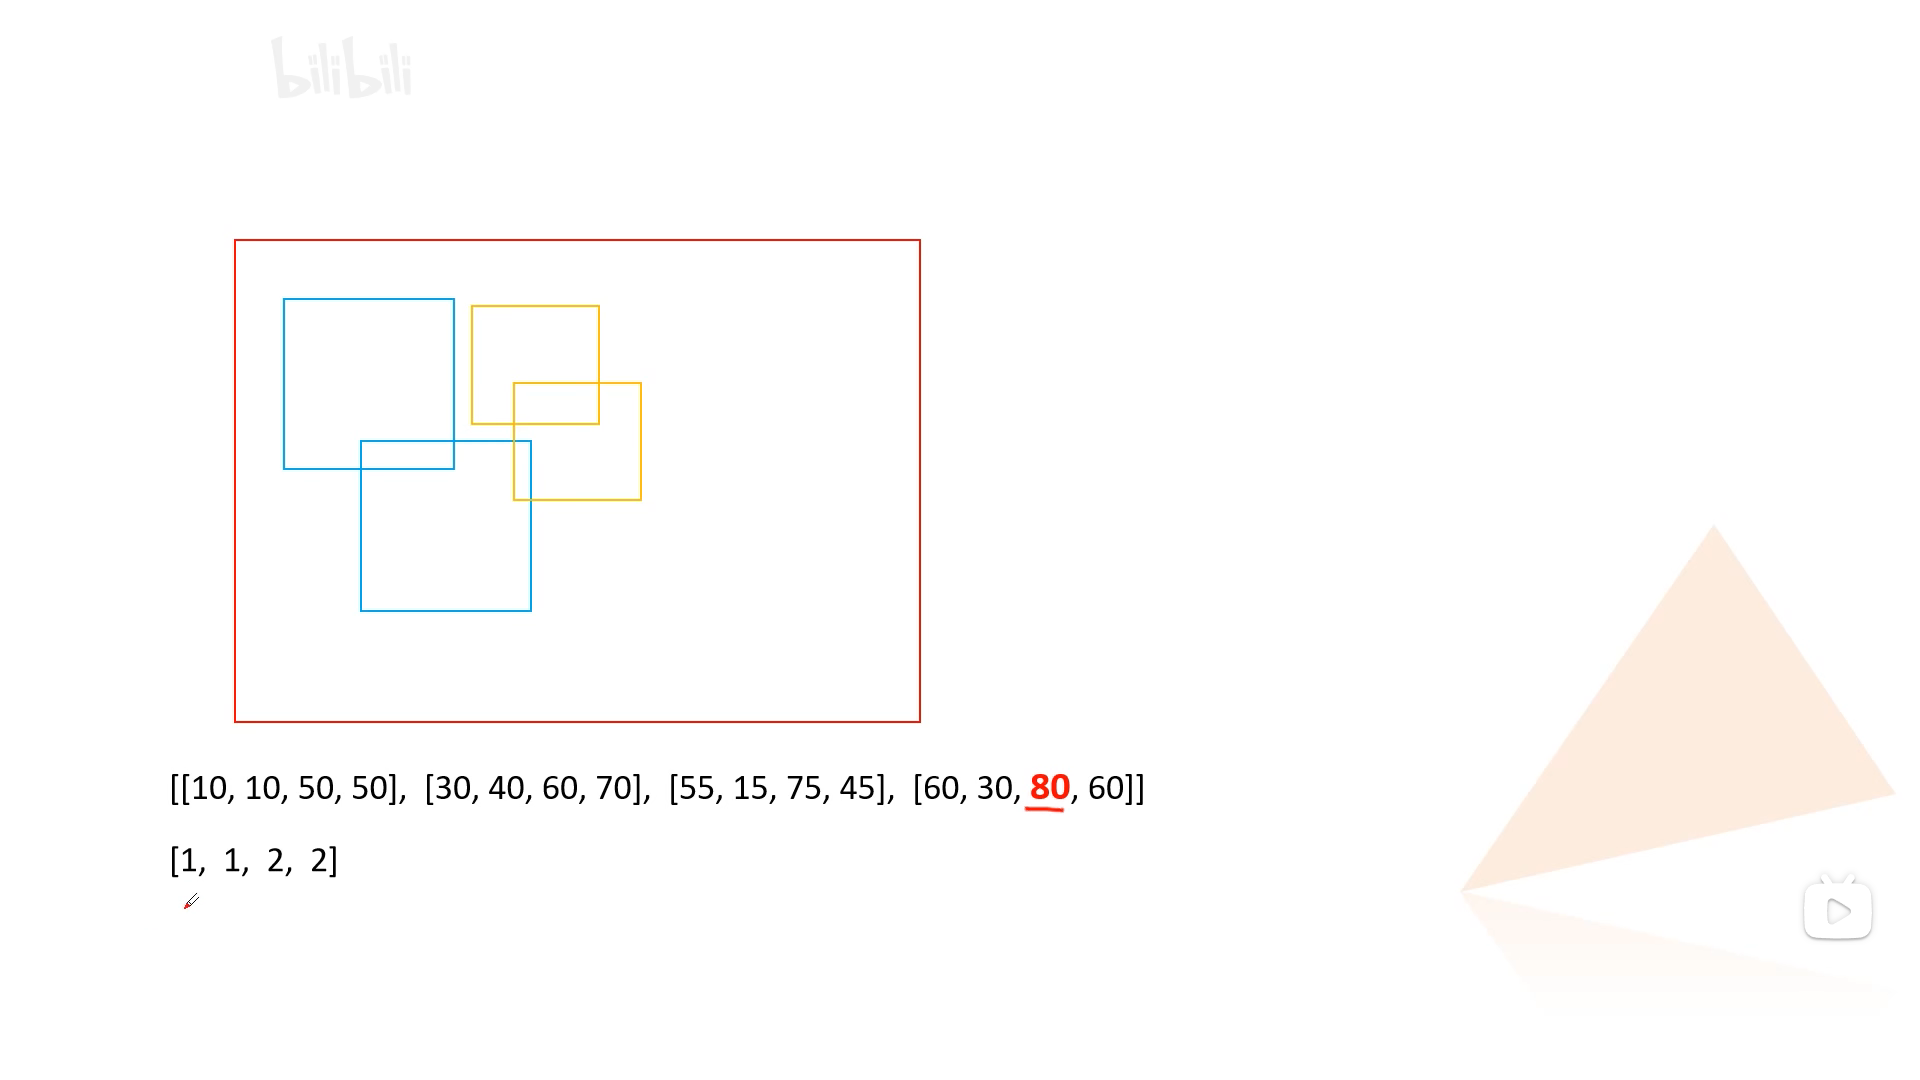 bilibili
[[10, 10, 50, 50], [30, 40, 60, 70], [55, 15, 75, 45], [60, 30, 80, 60]]
[1, 1, 2, 2]